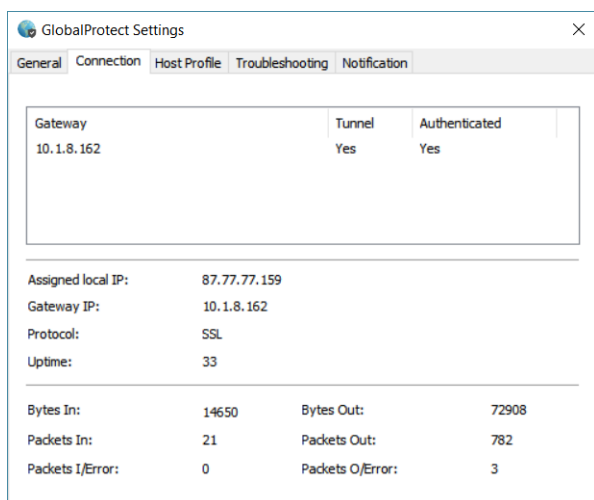 GlobalProtect Settings
General Connection Host Profile Troubleshooting Notification
Gateway Tunnel Authenticated
10.1.8.162 Yes Yes
Assigned local IP: 87.77.77.159
Gateway IP: 10.1.8.162
Protocol: SSL
Uptime: 33
Bytes In: 14650 Bytes Out: 72908
Packets In: 21 Packets Out: 782
Packets I/Error: 0 Packets O/Error: 3